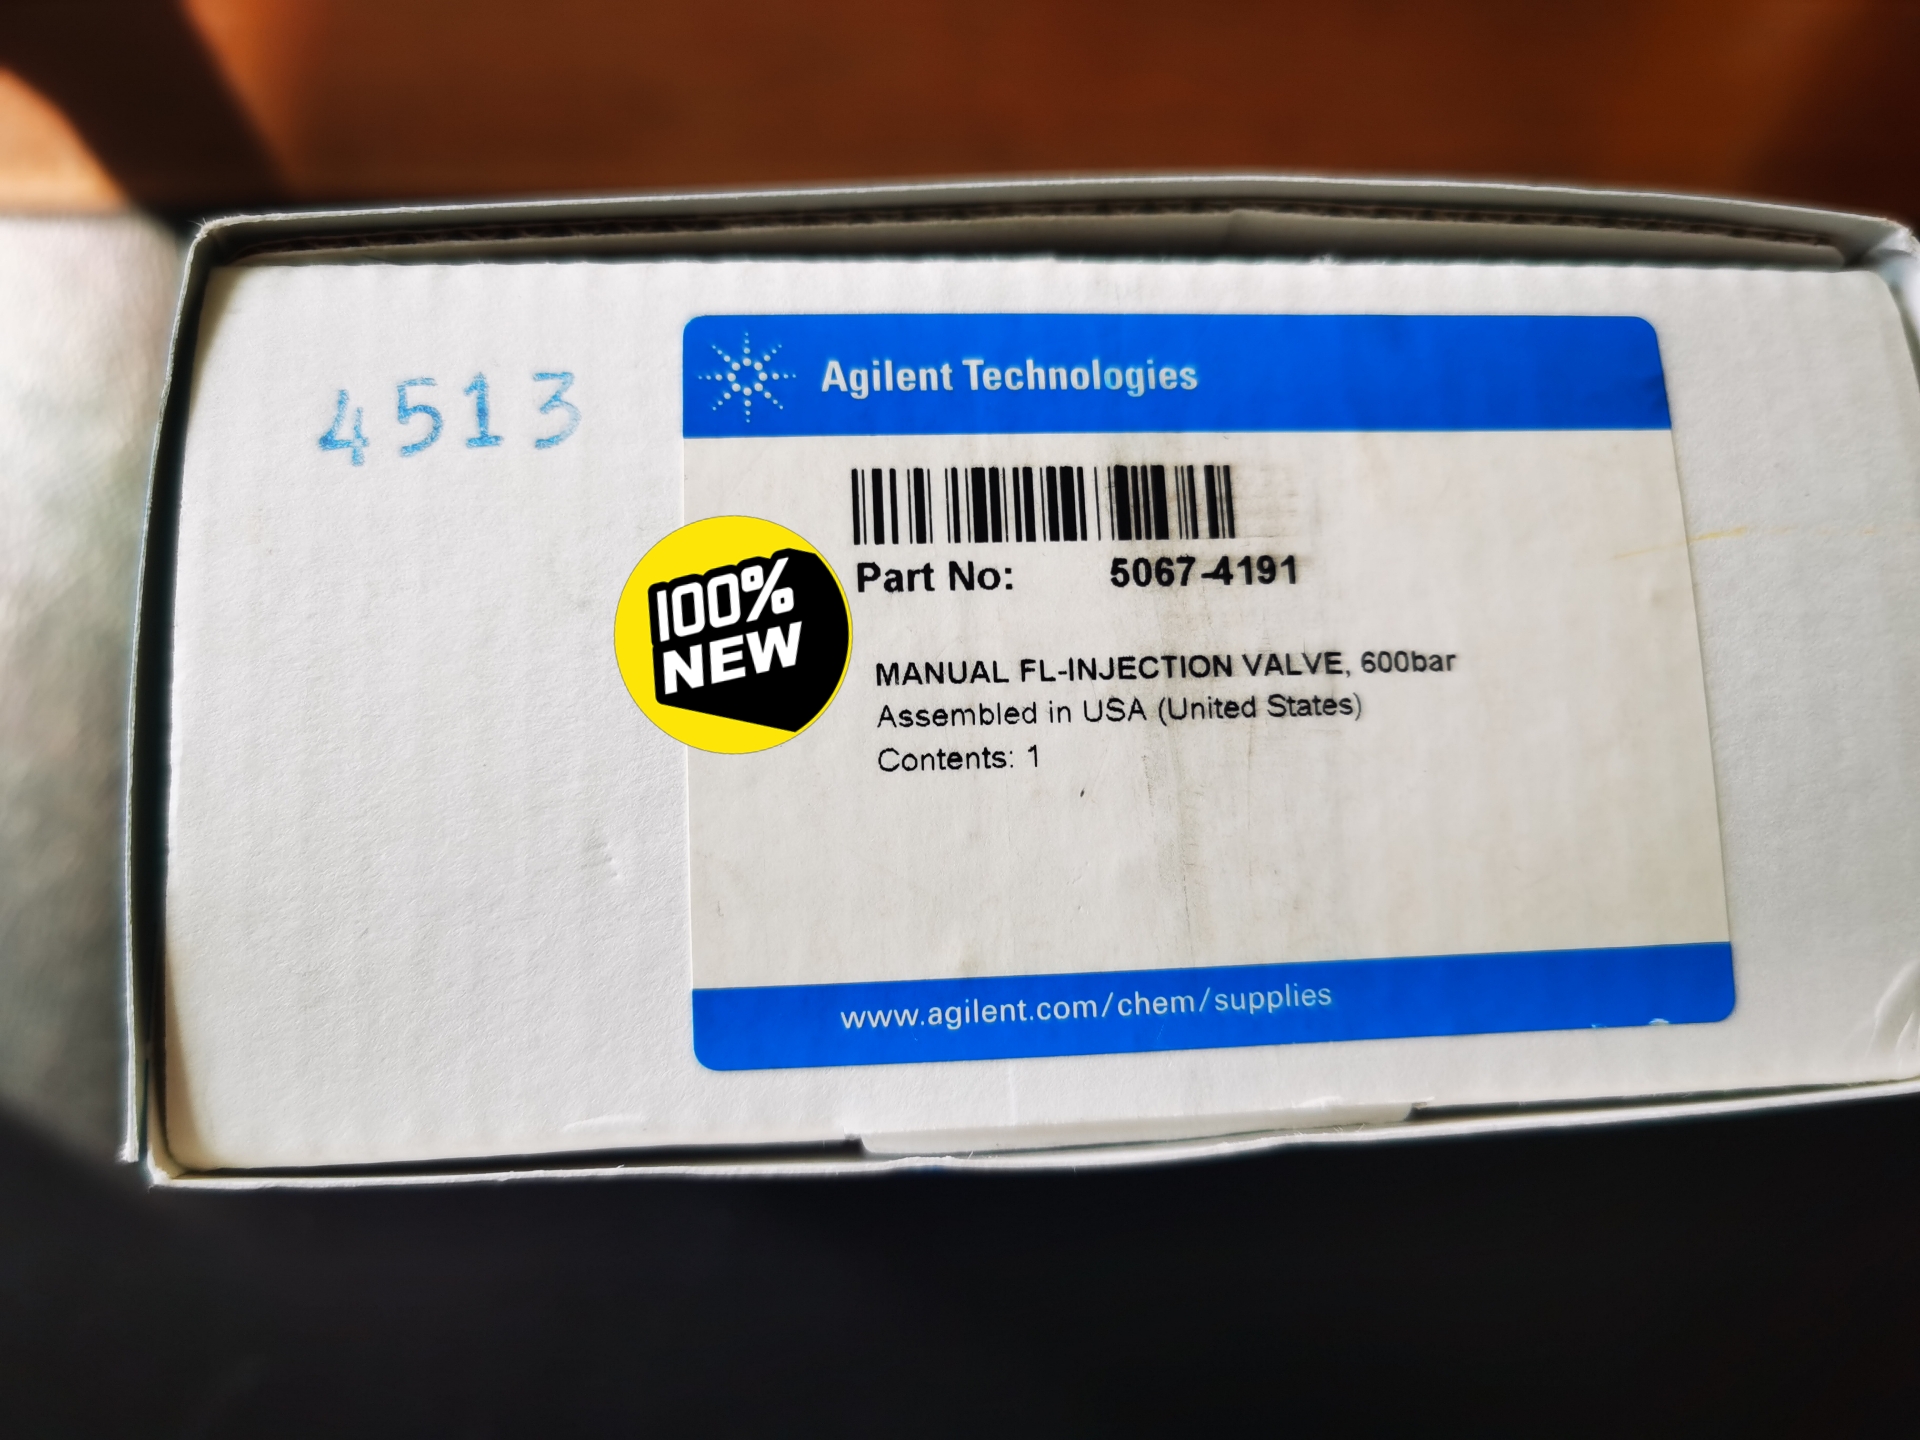 4513
Agilent Technologies
Part No: 5067-4191
100%
NEW
MANUAL FL-INJECTION VALVE, 600bar
Assembled in USA (United States)
Contents: 1
www.agilent.com/chem/supplies